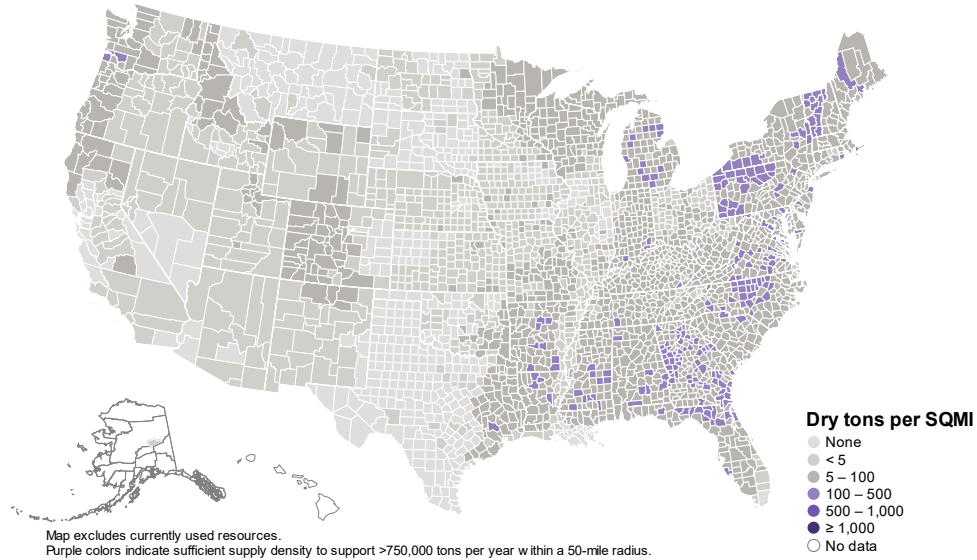 Dry tons per SQMI
None
< 5
5 – 100
100 – 500
500 – 1,000
≥ 1,000
No data
Map excludes currently used resources.
Purple colors indicate sufficient supply density to support >750,000 tons per year within a 50-mile radius.